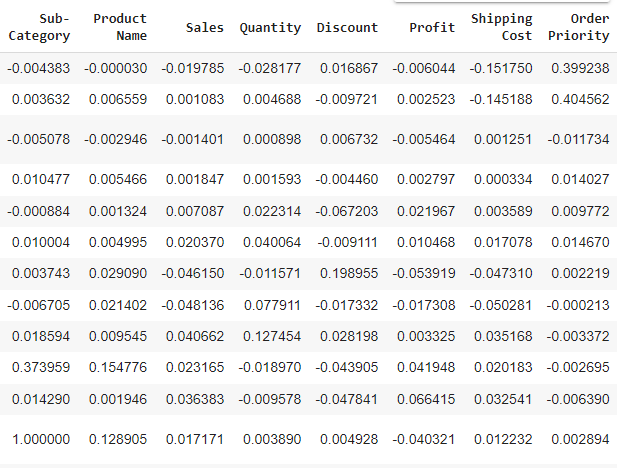 Sub-Category Product Name Sales Quantity Discount Profit Shipping Cost Order Priority
-0.004383 -0.000030 -0.019785 -0.028177 0.016867 -0.006044 -0.151750 0.399238
0.003632 0.006559 0.001083 0.004688 -0.009721 0.002523 -0.145188 0.404562
-0.005078 -0.002946 -0.001401 0.000898 0.006732 -0.005464 0.001251 -0.011734
0.010477 0.005466 0.001847 0.001593 -0.004460 0.002797 0.000334 0.014027
-0.000884 0.001324 0.007087 0.022314 -0.067203 0.021967 0.003589 0.009772
0.010004 0.004995 0.020370 0.040064 -0.009111 0.010468 0.017078 0.014670
0.003743 0.029090 -0.046150 -0.011571 0.198955 -0.053919 -0.047310 0.002219
-0.006705 0.021402 -0.048136 0.077911 -0.017332 -0.017308 -0.050281 -0.000213
0.018594 0.009545 0.040662 0.127454 0.028198 0.003325 0.035168 -0.003372
0.373959 0.154776 0.023165 -0.018970 -0.043905 0.041948 0.020183 -0.002695
0.014290 0.001946 0.036383 -0.009578 -0.047841 0.066415 0.032541 -0.006390
1.000000 0.128905 0.017171 0.003890 0.004928 -0.040321 0.012232 0.002894